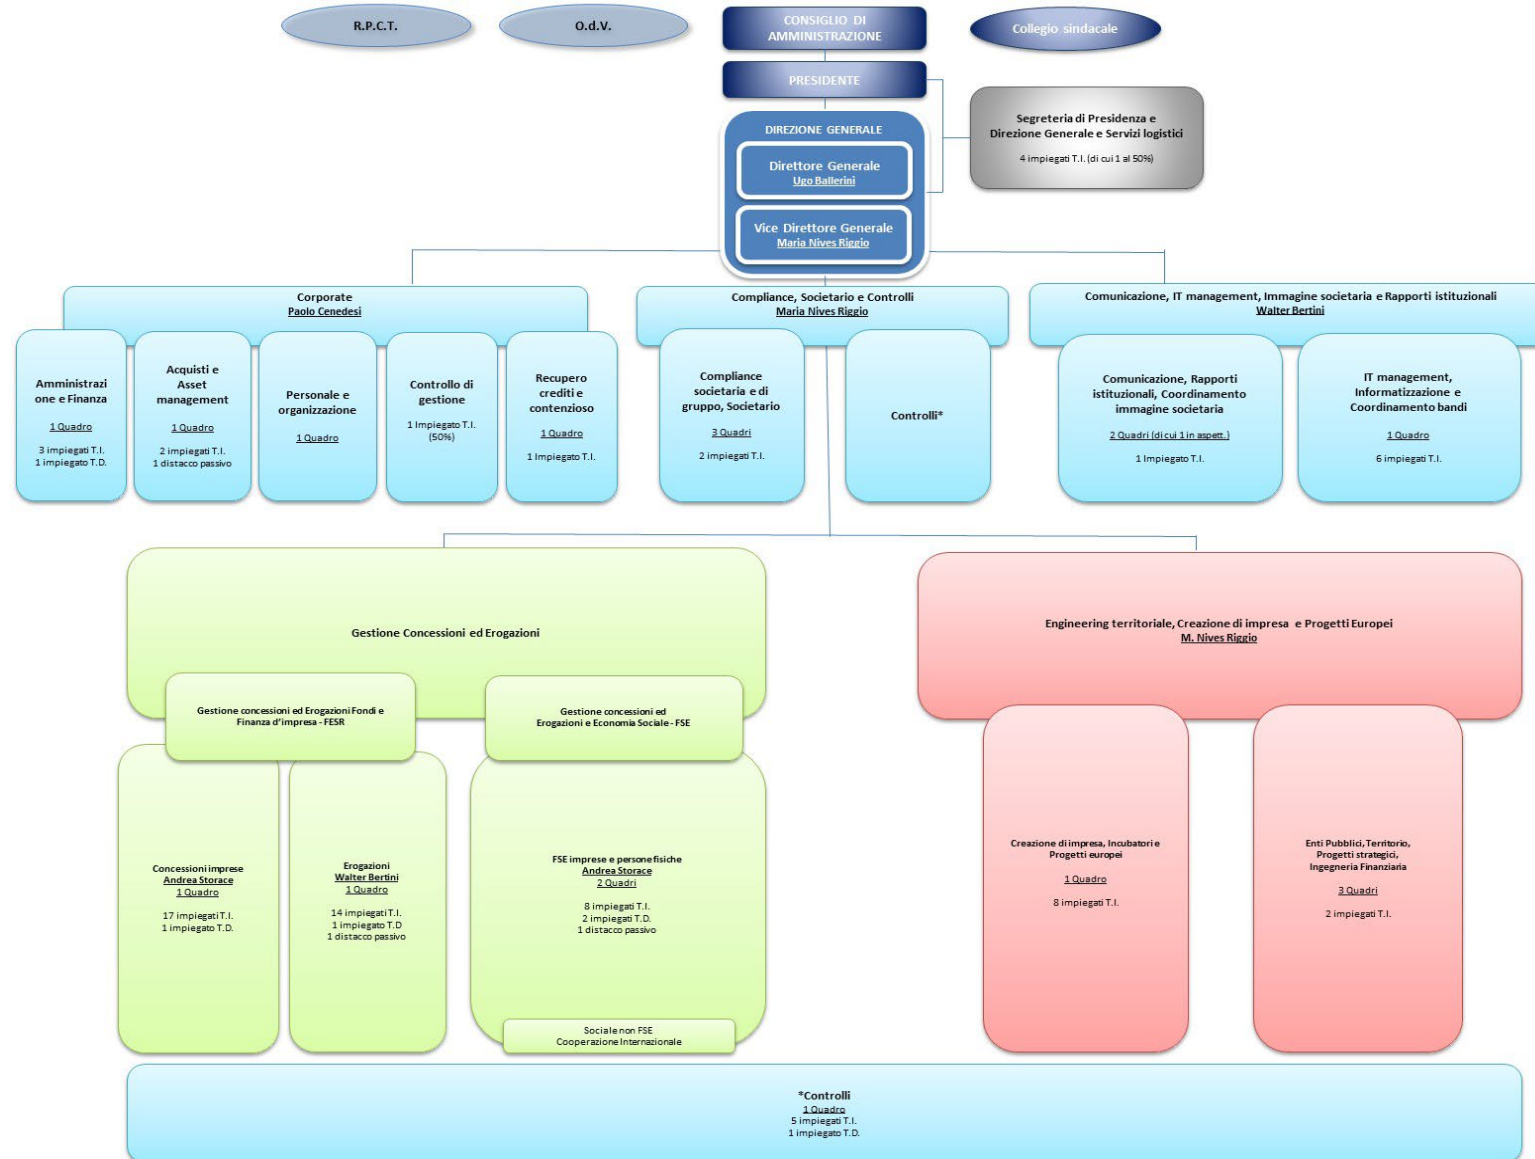 R.P.C.T.
O.d.V.
CONSIGLIO DI
AMMINISTRAZIONE
Collegio sindacale
PRESIDENTE
Segreteria di Presidenza e
Direzione Generale e Servizi logistici
4 impiegati T.I. (di cui 1 al 50%)
DIREZIONE GENERALE
Direttore Generale
Ugo Ballerini
Vice Direttore Generale
Maria Nives Riggio
Corporate
Paolo Cenedesi
Compliance, Societario e Controlli
Maria Nives Riggio
Comunicazione, IT management, Immagine societaria e Rapporti istituzionali
Walter Bertini
Amministrazi
one e Finanza
1 Quadro
3 impiegati T.I.
1 impiegato T.D.
Acquisti e
Asset
management
1 Quadro
2 impiegati T.I.
1 distacco passivo
Personale e
organizzazione
1 Quadro
Controllo di
gestione
1 Impiegato T.I.
(50%)
Recupero
crediti e
contenzioso
1 Quadro
1 Impiegato T.I.
Compliance
societaria e di
gruppo, Societario
3 Quadri
2 impiegati T.I.
Controlli*
Comunicazione, Rapporti
istituzionali, Coordinamento
immagine societaria
2 Quadri (di cui 1 in aspett.)
1 Impiegato T.I.
IT management,
Informatizzazione e
Coordinamento bandi
1 Quadro
6 impiegati T.I.
Gestione Concessioni ed Erogazioni
Engineering territoriale, Creazione di impresa e Progetti Europei
M. Nives Riggio
Gestione concessioni ed Erogazioni Fondi e
Finanza d'impresa - FESR
Gestione concessioni ed
Erogazioni e Economia Sociale - FSE
Concessioni imprese
Andrea Storace
1 Quadro
17 impiegati T.I.
1 impiegato T.D.
Erogazioni
Walter Bertini
1 Quadro
14 impiegati T.I.
1 impiegato T.D
1 distacco passivo
FSE imprese e persone fisiche
Andrea Storace
2 Quadri
8 impiegati T.I.
2 impiegati T.D.
1 distacco passivo
Sociale non FSE
Cooperazione Internazionale
Creazione di impresa, Incubatori e
Progetti europei
1 Quadro
8 impiegati T.I.
Enti Pubblici, Territorio,
Progetti strategici,
Ingegneria Finanziaria
3 Quadri
2 impiegati T.I.
*Controlli
1 Quadro
5 impiegati T.I.
1 impiegato T.D.